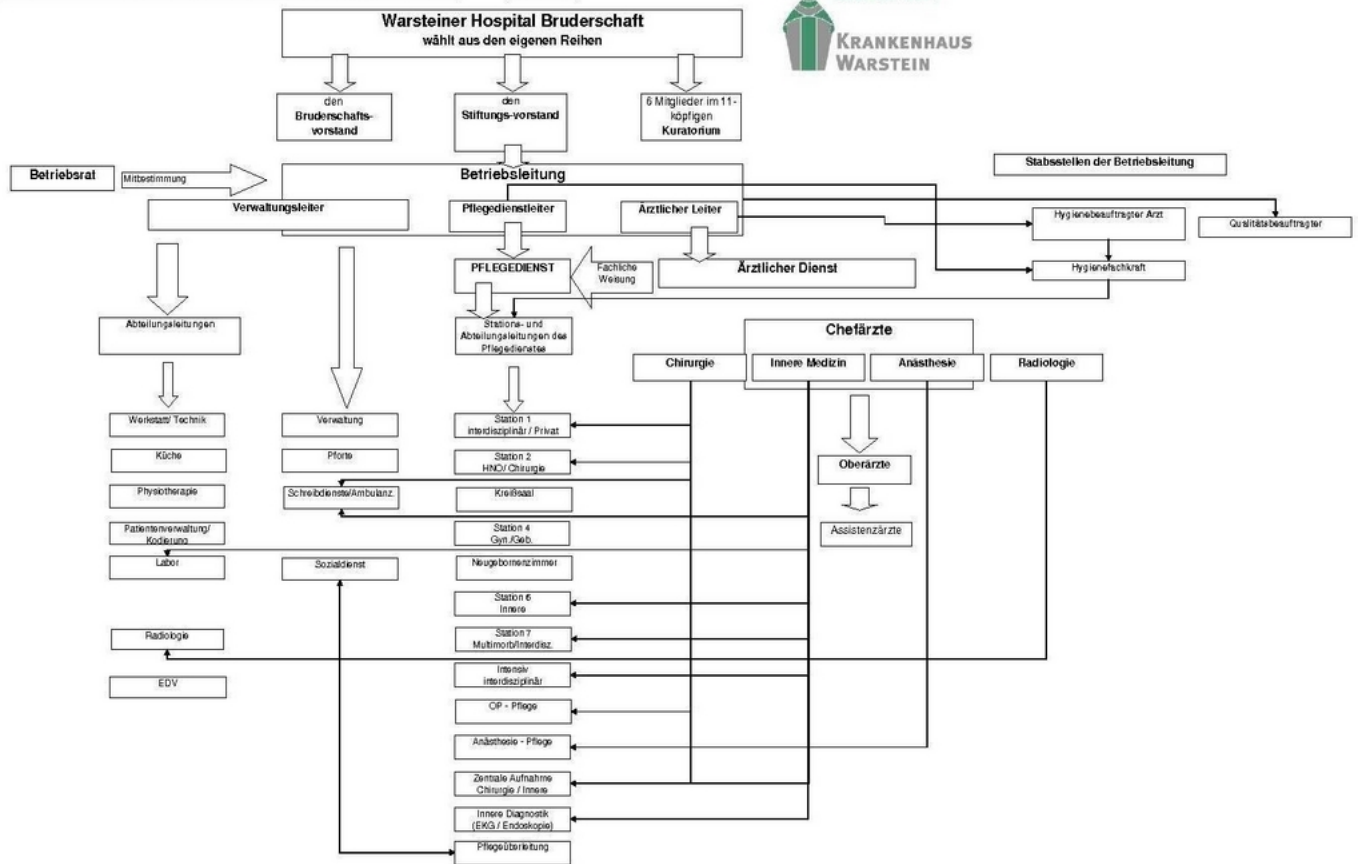 Warsteiner Hospital Bruderschaft
wählt aus den eigenen Reihen
KRANKENHAUS
WARSTEIN
den
Bruderschafts-
vorstand
den
Stiftungs-vorstand
6 Mitglieder im 11-
köpfigen
Kuratorium
Betriebsrat
Mitbestimmung
Betriebsleitung
Stabsstellen der Betriebsleitung
Verwaltungsleiter
Pflegedienstleiter
Ärztlicher Leiter
Hygienebeauftragter Arzt
Qualitätsbeauftragter
PFLEGEDIENST
Fachliche
Weisung
Ärztlicher Dienst
Hygienefachkraft
Abteilungsleitungen
Stations- und
Abteilungsleitungen des
Pflegedienstes
Chefärzte
Chirurgie
Innere Medizin
Anästhesie
Radiologie
Werkstatt/ Technik
Küche
Physiotherapie
Patientenverwaltung/
Kodierung
Labor
Radiologie
EDV
Verwaltung
Pforte
Schreibdienste/Ambulanz.
Sozialdienst
Station 1
interdisziplinär / Privat
Station 2
HNO/ Chirurgie
Kreißsaal
Station 4
Gyn./Geb.
Neugebornenzimmer
Station 6
Innere
Station 7
Multimorb/Interdisz.
Intensiv
interdisziplinär
OP - Pflege
Anästhesie - Pflege
Zentrale Aufnahme
Chirurgie / Innere
Innere Diagnostik
(EKG / Endoskopie)
Pflegeüberleitung
Oberärzte
Assistenzärzte